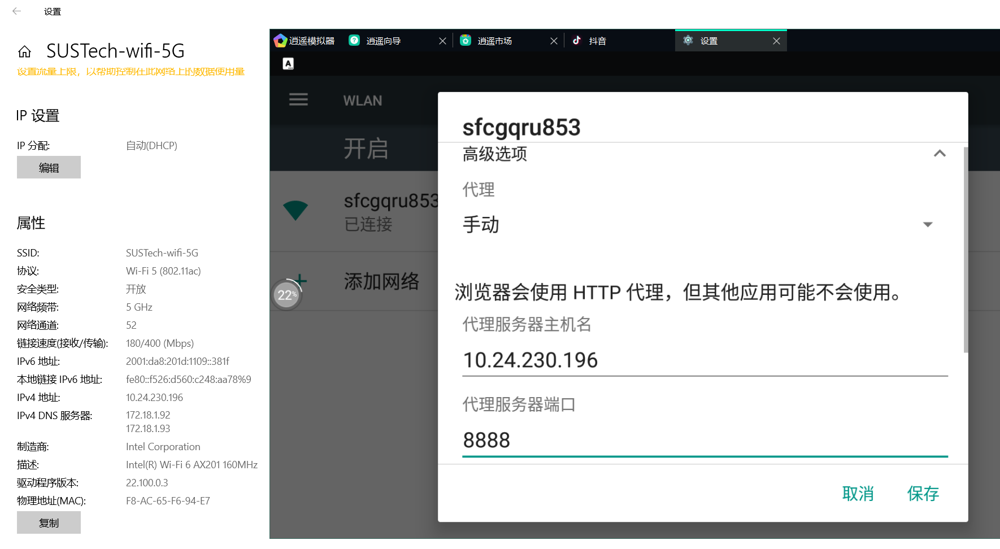 设置
SUSTech-wifi-5G
设置流量上限，以帮助控制在此网络上的数据使用量
IP 设置
IP 分配:
自动(DHCP)
编辑
属性
SSID:
SUSTech-wifi-5G
协议:
Wi-Fi 5 (802.11ac)
安全类型:
开放
网络频带:
5 GHz
网络通道:
52
链接速度(接收/传输):
180/400 (Mbps)
IPv6 地址:
2001:da8:201d:1109::381f
本地链接 IPv6 地址:
fe80::f526:d560:c248:aa78%9
IPv4 地址:
10.24.230.196
IPv4 DNS 服务器:
172.18.1.92
172.18.1.93
制造商:
Intel Corporation
描述:
Intel(R) Wi-Fi 6 AX201 160MHz
驱动程序版本:
22.100.0.3
物理地址(MAC):
F8-AC-65-F6-94-E7
复制
逍遥模拟器
逍遥向导
逍遥市场
抖音
设置
A
WLAN
开启
sfcgqru853
已连接
添加网络
22%
sfcgqru853
高级选项
代理
手动
浏览器会使用 HTTP 代理，但其他应用可能不会使用。
代理服务器主机名
10.24.230.196
代理服务器端口
8888
取消
保存